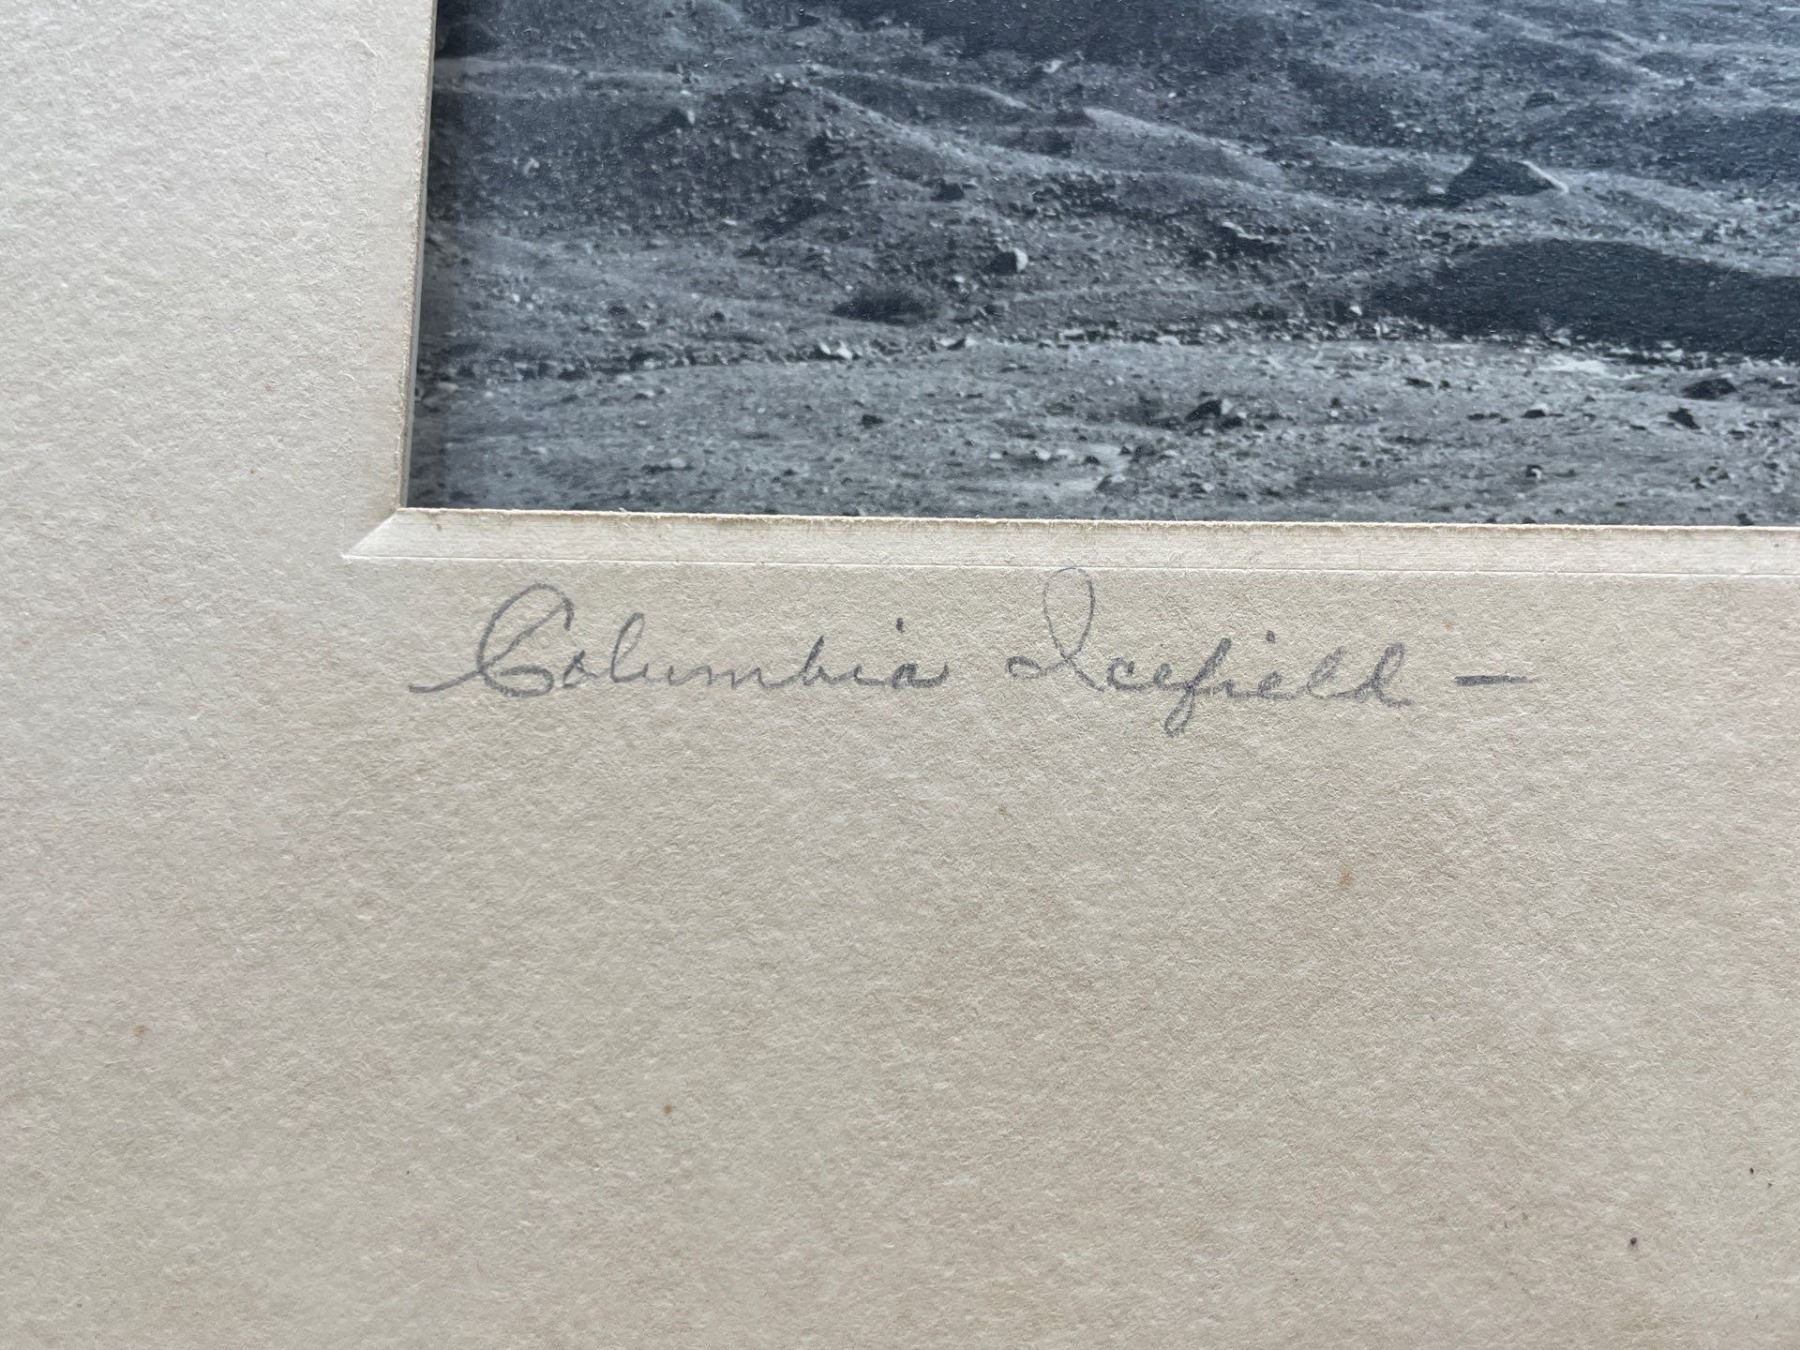 Columbia Icefield —